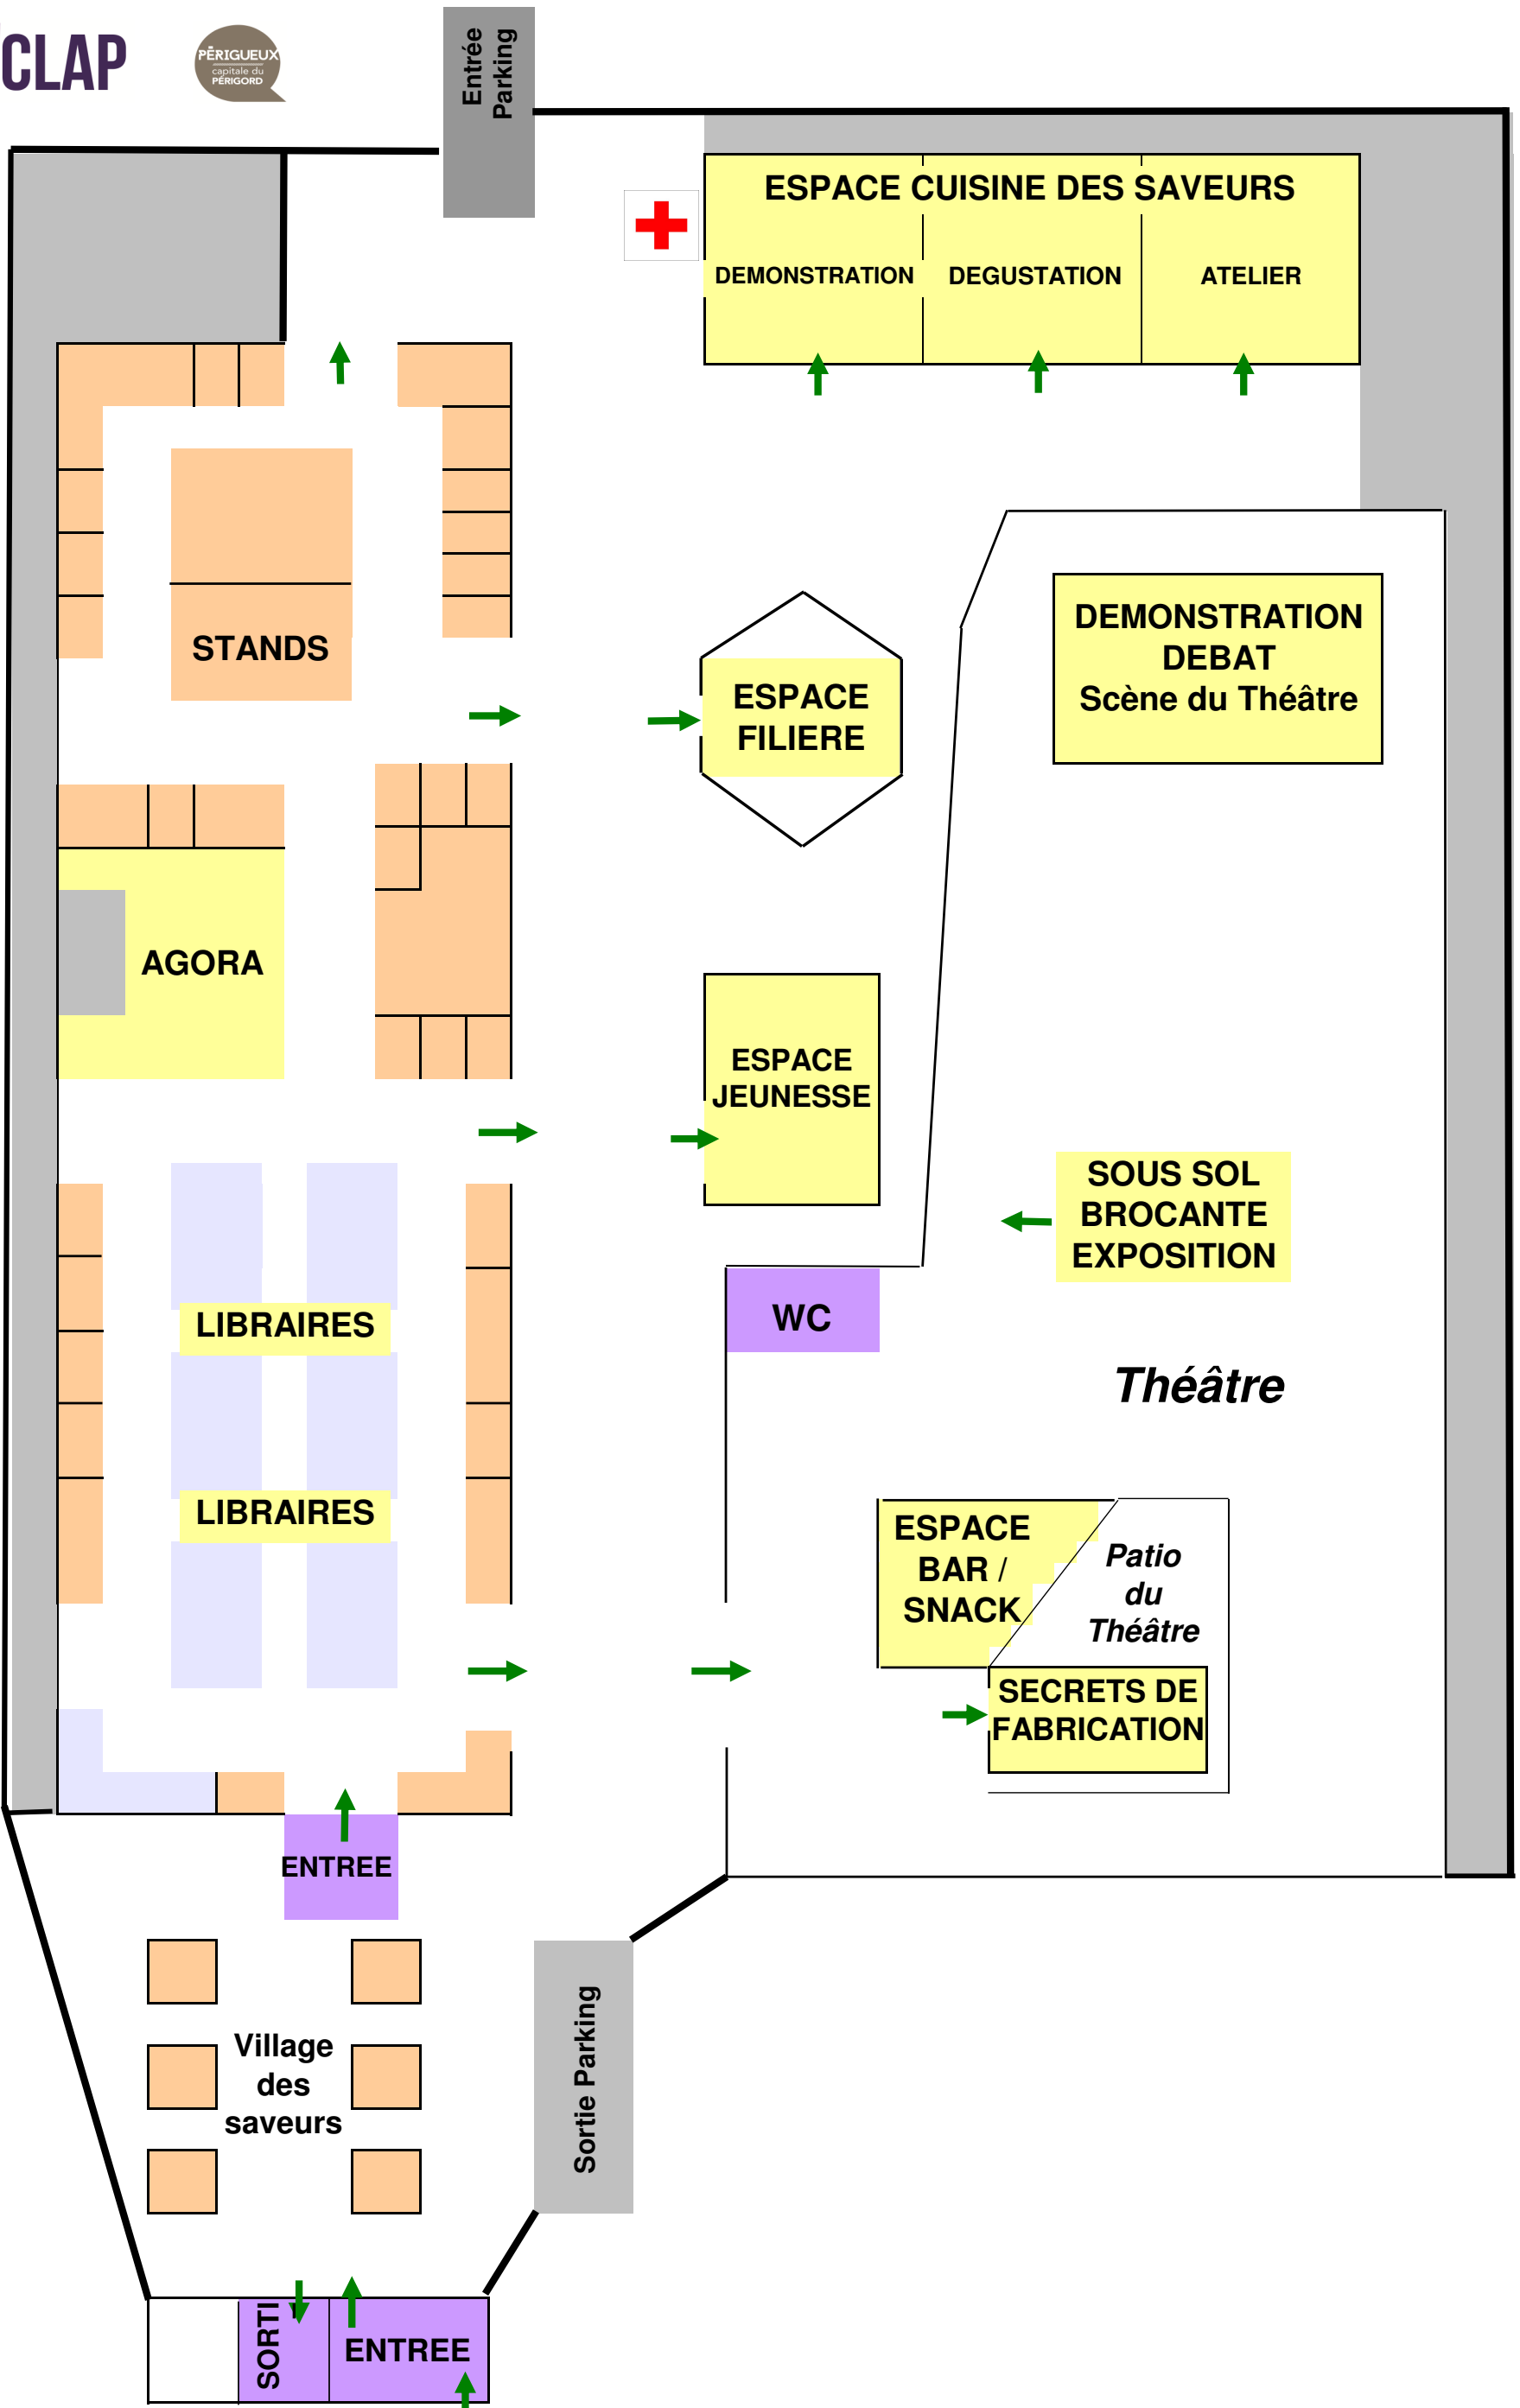 CLAP
PÉRIGUEUX
capitale du
PÉRIGORD
Entrée
Parking
ESPACE CUISINE DES SAVEURS
DEMONSTRATION
DEGUSTATION
ATELIER
STANDS
ESPACE
FILIERE
DEMONSTRATION
DEBAT
Scène du Théâtre
AGORA
ESPACE
JEUNESSE
SOUS SOL
BROCANTE
EXPOSITION
LIBRAIRES
WC
Théâtre
LIBRAIRES
ESPACE
BAR /
SNACK
Patio
du
Théâtre
SECRETS DE
FABRICATION
ENTREE
Village
des
saveurs
Sortie Parking
SORTI
ENTREE